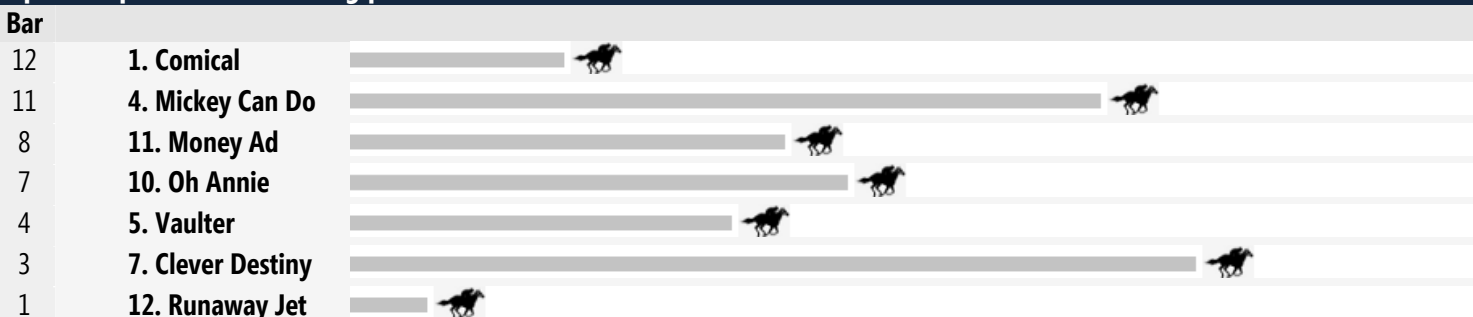 Bar
12 1. Comical
11 4. Mickey Can Do
8 11. Money Ad
7 10. Oh Annie
4 5. Vaulter
3 7. Clever Destiny
1 12. Runaway Jet